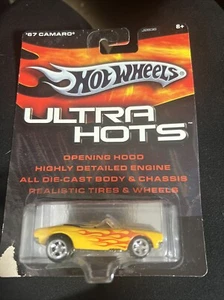 '67 CAMARO
8+
HOT WHEELS
ULTRA
HOTS™
OPENING HOOD
HIGHLY DETAILED ENGINE
ALL DIE-CAST BODY & CHASSIS
REALISTIC TIRES & WHEELS